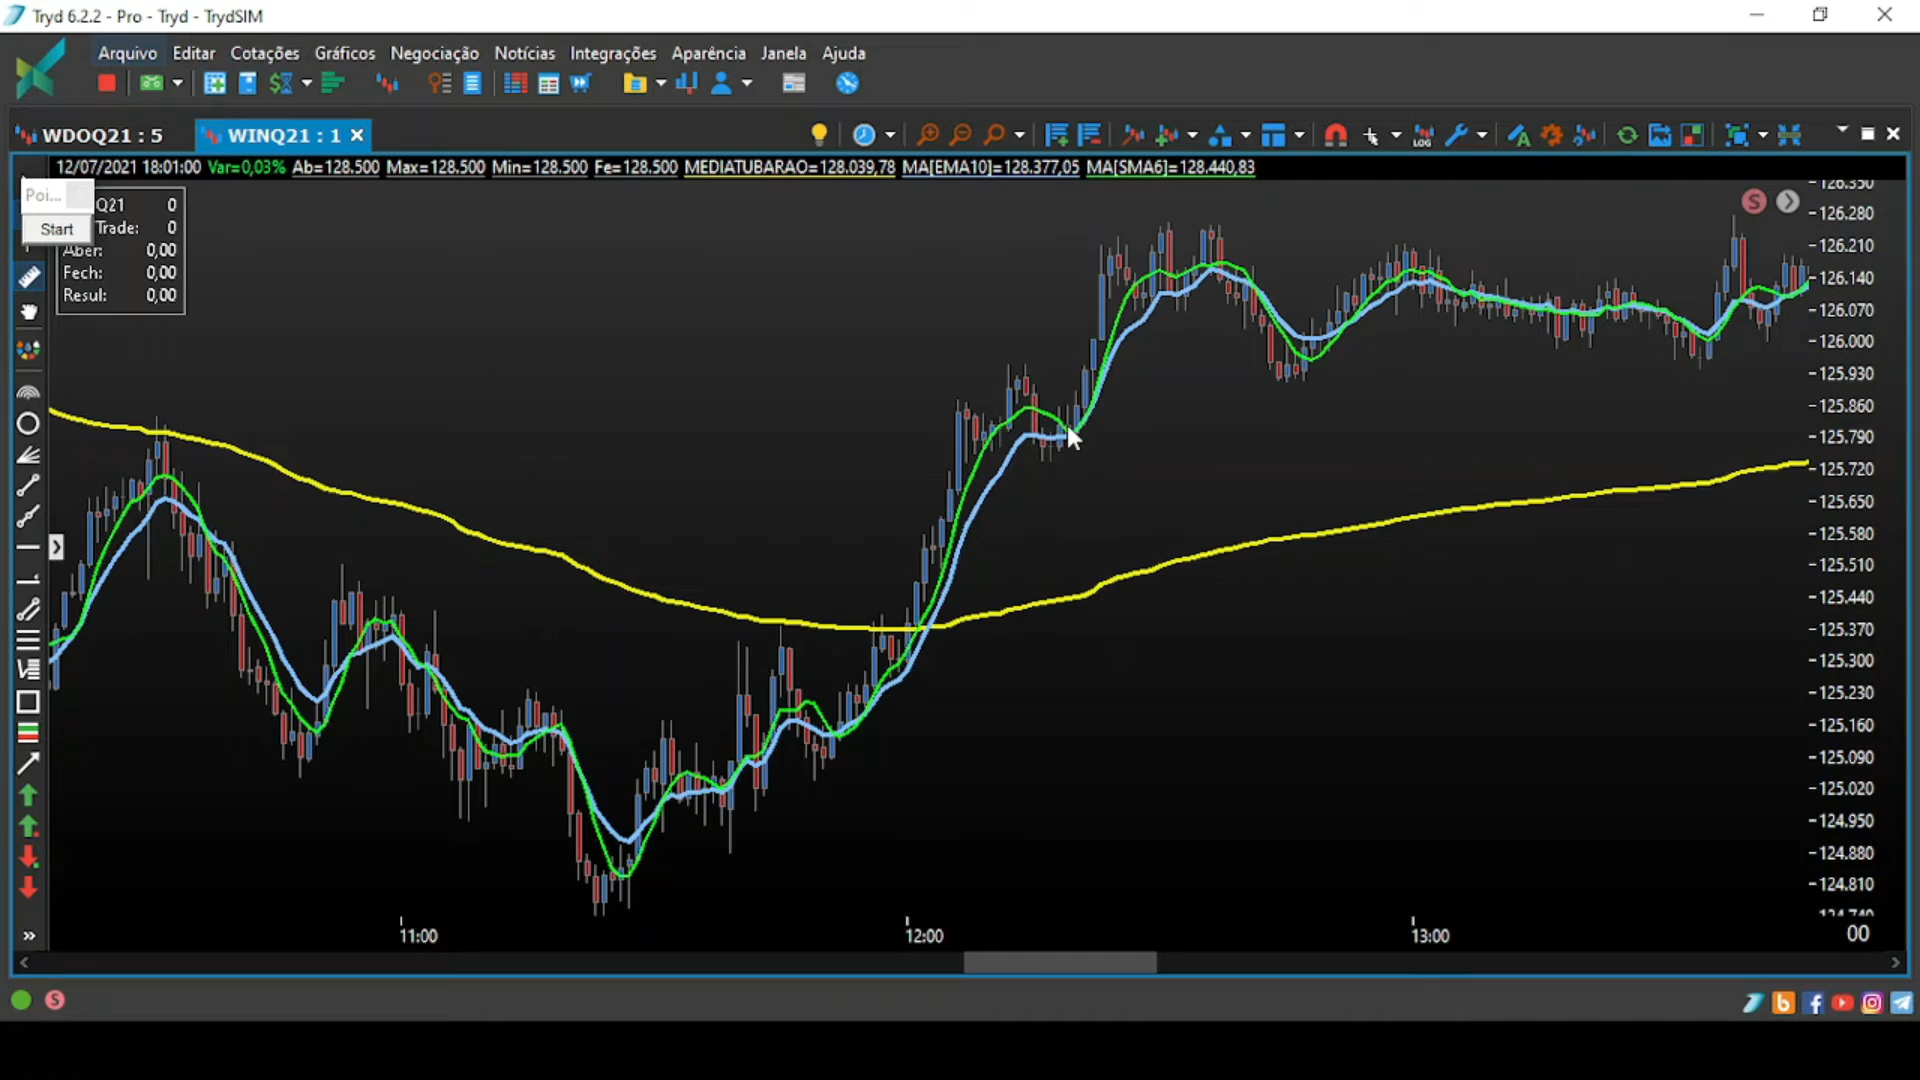 Tryd 6.2.2 - Pro - Tryd - TrydSIM
Arquivo Editar Cotações Gráficos Negociação Notícias Integrações Aparência Janela Ajuda
WDOQ21 : 5 WINQ21 : 1
LOG
12/07/2021 18:01:00 Var=0,03% Ab=128.500 Max=128.500 Min=128.500 Fe=128.500 MEDIATUBARAO=128.039,78 MA[EMA10]=128.377,05 MA[SMA6]=128.440,83
Poi...
Start
Q21 0
Trade: 0
Aber: 0,00
Fech: 0,00
Resul: 0,00
S
126.350
126.280
126.210
126.140
126.070
126.000
125.930
125.860
125.790
125.720
125.650
125.580
125.510
125.440
125.370
125.300
125.230
125.160
125.090
125.020
124.950
124.880
124.810
124.740
11:00 12:00 13:00 00
S